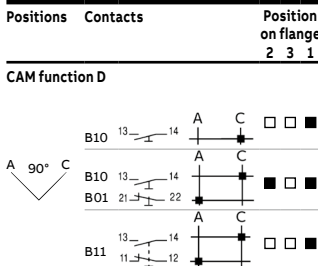 Positions Contacts Position
on flange
2 3 1
CAM function D
A C
B10 13 14
A 90° C
A C
B10 13 14
B01 21 22
A C
B11 13 14
11 12